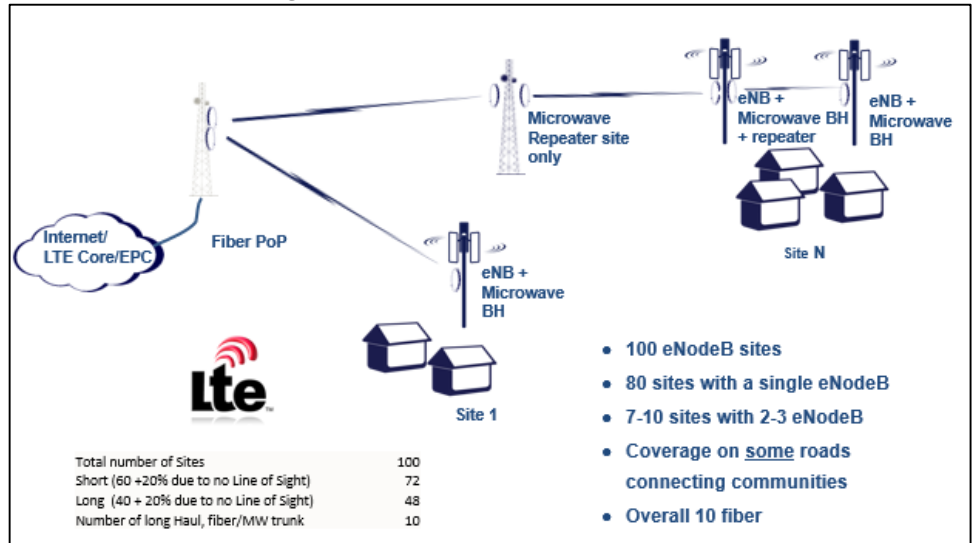 eNB +
Microwave BH
+ repeater
eNB +
Microwave
BH
Microwave
Repeater site
only
Internet/
LTE Core/EPC
Fiber PoP
Site N
eNB +
Microwave
BH
Site 1
Lte
• 100 eNodeB sites
• 80 sites with a single eNodeB
• 7-10 sites with 2-3 eNodeB
• Coverage on some roads
connecting communities
• Overall 10 fiber
Total number of Sites 100
Short (60 +20% due to no Line of Sight) 72
Long (40 + 20% due to no Line of Sight) 48
Number of long Haul, fiber/MW trunk 10